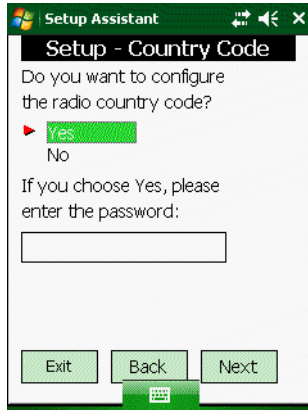 Setup Assistant
Setup - Country Code
Do you want to configure
the radio country code?
Yes
No
If you choose Yes, please
enter the password:
Exit Back Next